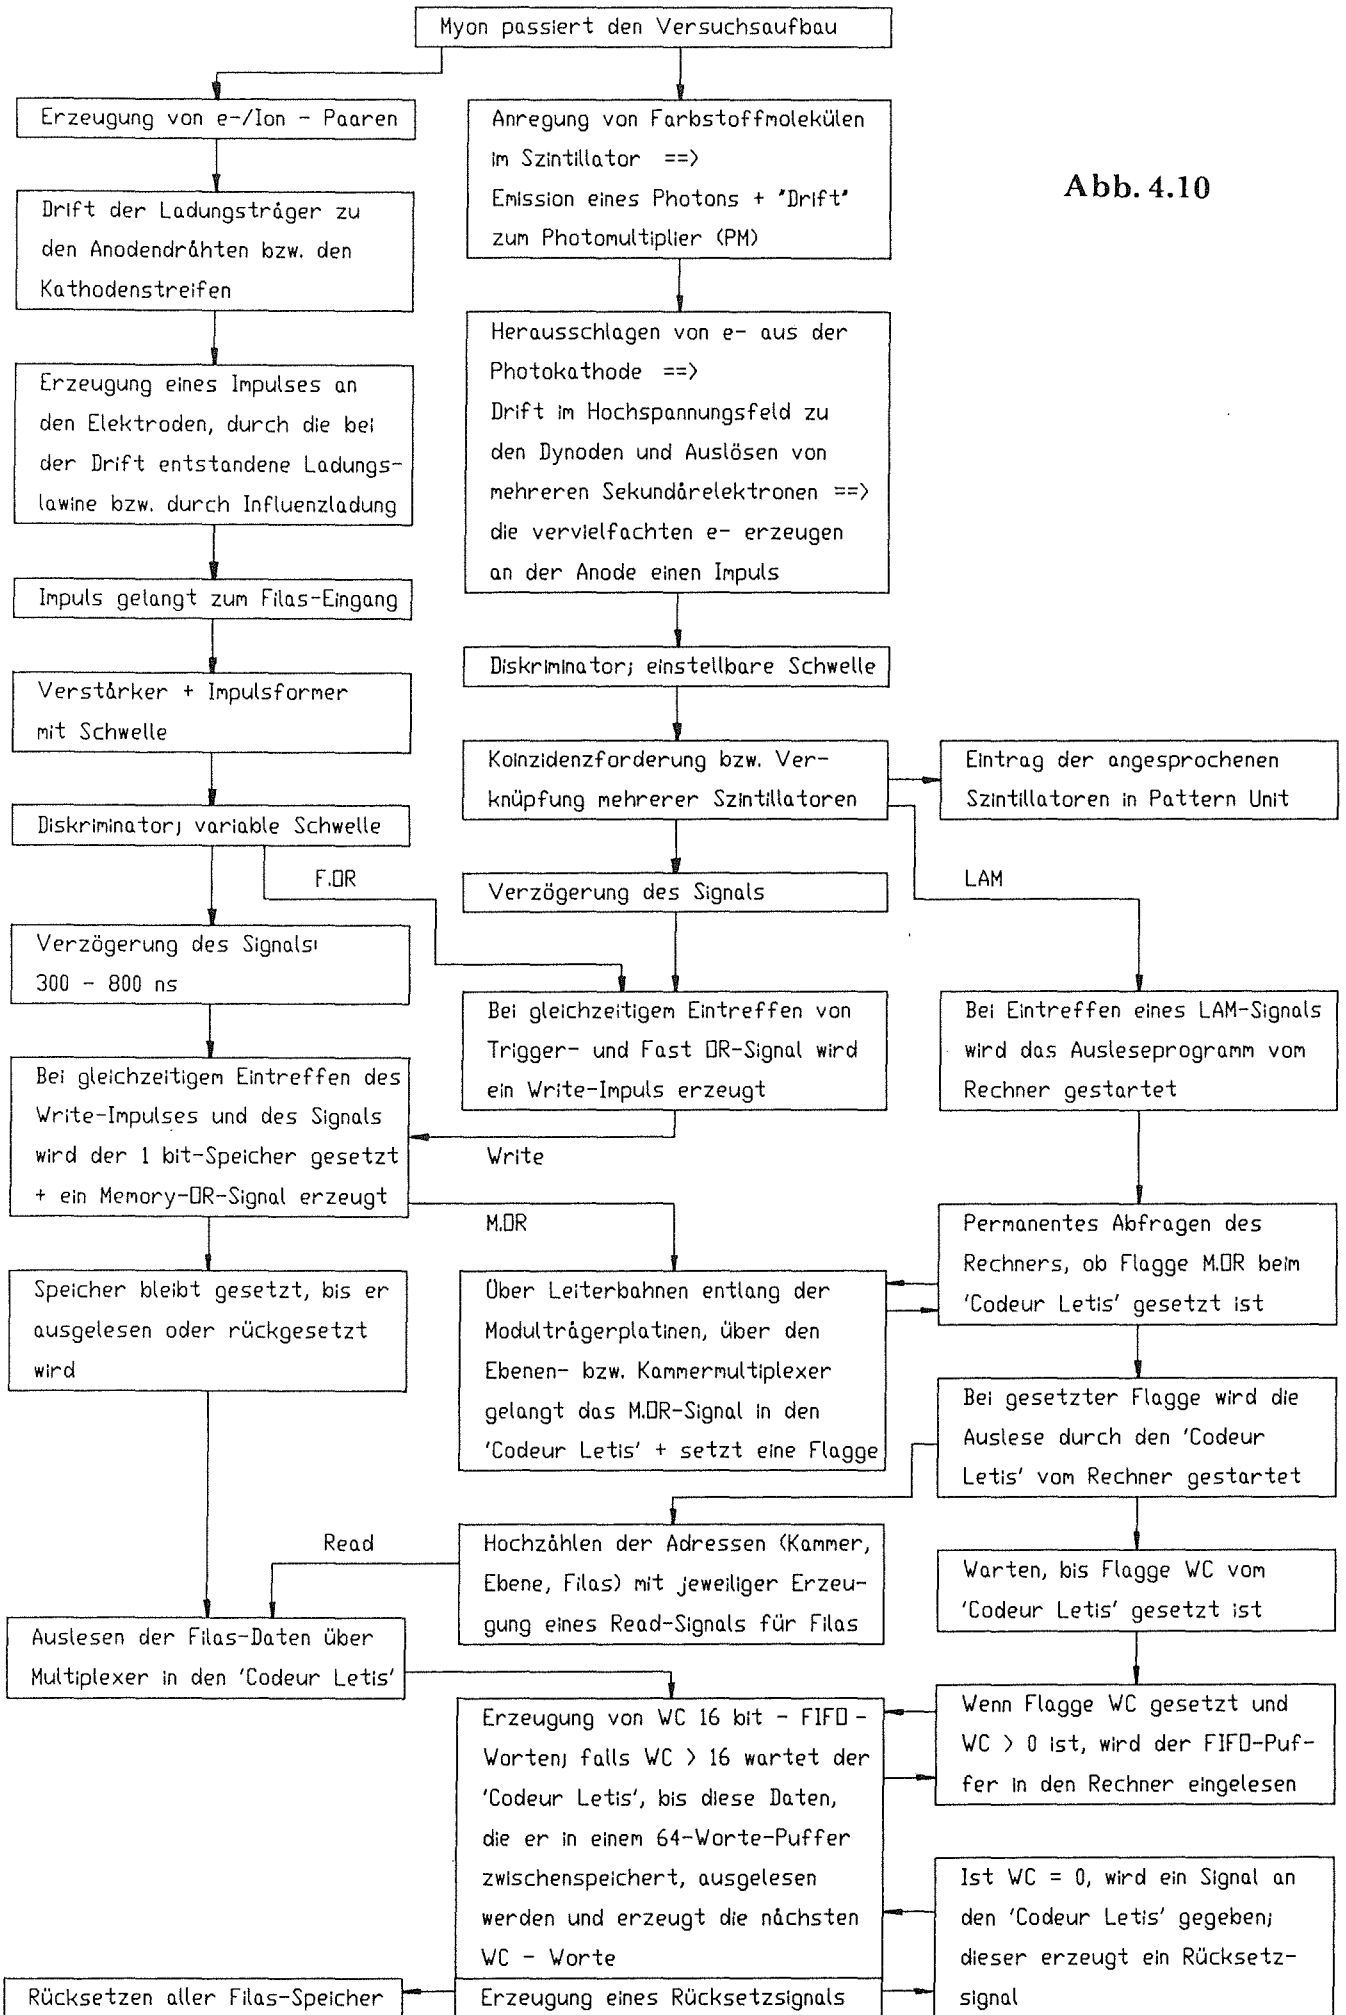 Myon passiert den Versuchsaufbau
Erzeugung von e-/Ion - Paaren
Drift der Ladungsträger zu
den Anodendrähten bzw. den
Kathodenstreifen
Erzeugung eines Impulses an
den Elektroden, durch die bei
der Drift entstandene Ladungs-
lawine bzw. durch Influenzladung
Impuls gelangt zum Filas-Eingang
Verstärker + Impulsformer
mit Schwelle
Diskriminator; variable Schwelle
F.OR
Verzögerung des Signals:
300 - 800 ns
Bei gleichzeitigem Eintreffen des
Write-Impulses und des Signals
wird der 1 bit-Speicher gesetzt
+ ein Memory-OR-Signal erzeugt
Speicher bleibt gesetzt, bis er
ausgelesen oder rückgesetzt
wird
Read
Auslesen der Filas-Daten über
Multiplexer in den 'Codeur Letis'
Rücksetzen aller Filas-Speicher
Anregung von Farbstoffmolekülen
im Szintillator ==>
Emission eines Photons + "Drift"
zum Photomultiplier (PM)
Herausschlagen von e- aus der
Photokathode ==>
Drift im Hochspannungsfeld zu
den Dynoden und Auslösen von
mehreren Sekundärelektronen ==>
die vervielfachten e- erzeugen
an der Anode einen Impuls
Diskriminator; einstellbare Schwelle
Koinzidenzforderung bzw. Ver-
knüpfung mehrerer Szintillatoren
Verzögerung des Signals
Bei gleichzeitigem Eintreffen von
Trigger- und Fast OR-Signal wird
ein Write-Impuls erzeugt
Write
M.OR
Über Leiterbahnen entlang der
Modulträgerplatinen, über den
Ebenen- bzw. Kammermultiplexer
gelangt das M.OR-Signal in den
'Codeur Letis' + setzt eine Flagge
Hochzählen der Adressen (Kammer,
Ebene, Filas) mit jeweiliger Erzeu-
gung eines Read-Signals für Filas
Erzeugung von WC 16 bit - FIFO -
Worten; falls WC > 16 wartet der
'Codeur Letis', bis diese Daten,
die er in einem 64-Worte-Puffer
zwischenspeichert, ausgelesen
werden und erzeugt die nächsten
WC - Worte
Erzeugung eines Rücksetzsignals
Abb. 4.10
Eintrag der angesprochenen
Szintillatoren in Pattern Unit
LAM
Bei Eintreffen eines LAM-Signals
wird das Ausleseprogramm vom
Rechner gestartet
Permanentes Abfragen des
Rechners, ob Flagge M.OR beim
'Codeur Letis' gesetzt ist
Bei gesetzter Flagge wird die
Auslese durch den 'Codeur
Letis' vom Rechner gestartet
Warten, bis Flagge WC vom
'Codeur Letis' gesetzt ist
Wenn Flagge WC gesetzt und
WC > 0 ist, wird der FIFO-Puf-
fer in den Rechner eingelesen
Ist WC = 0, wird ein Signal an
den 'Codeur Letis' gegeben;
dieser erzeugt ein Rücksetz-
signal